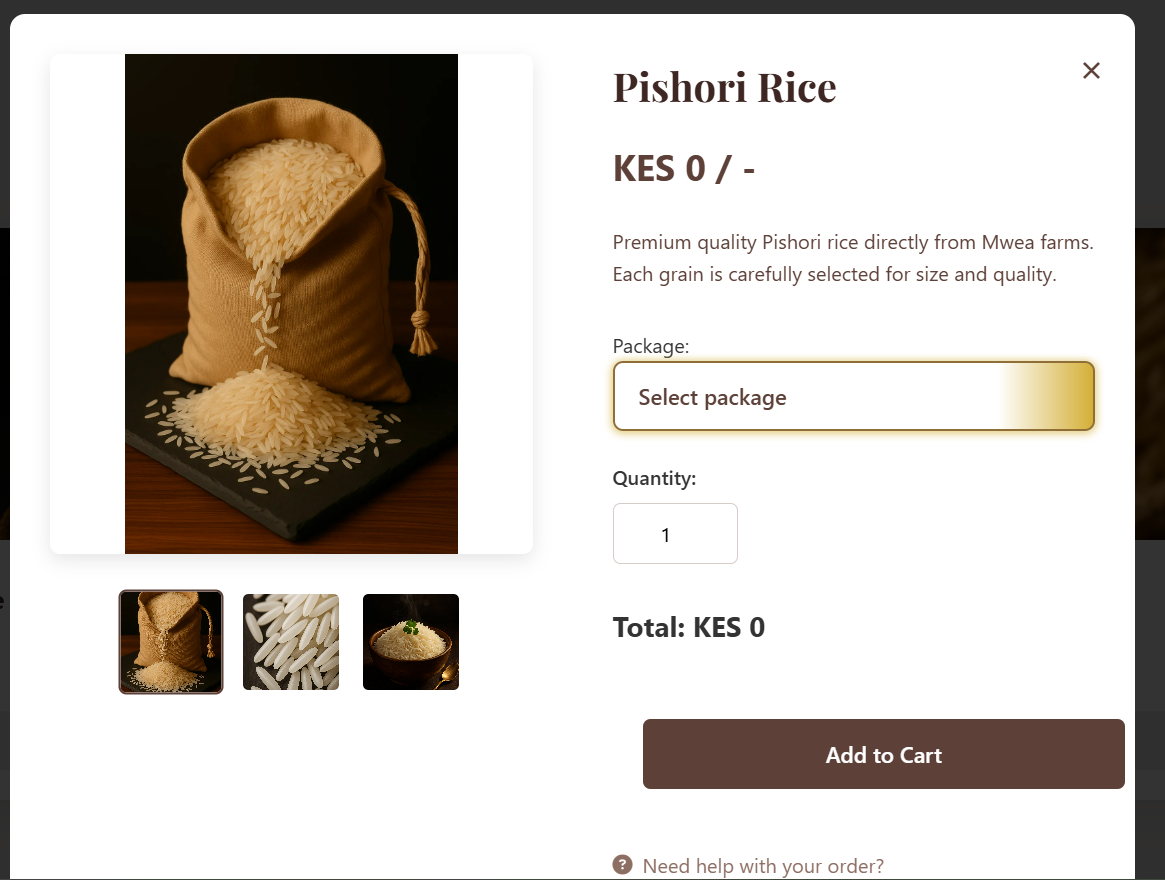 Pishori Rice
KES 0 / -
Premium quality Pishori rice directly from Mwea farms.
Each grain is carefully selected for size and quality.
Package:
Select package
Quantity:
1
Total: KES 0
Add to Cart
? Need help with your order?